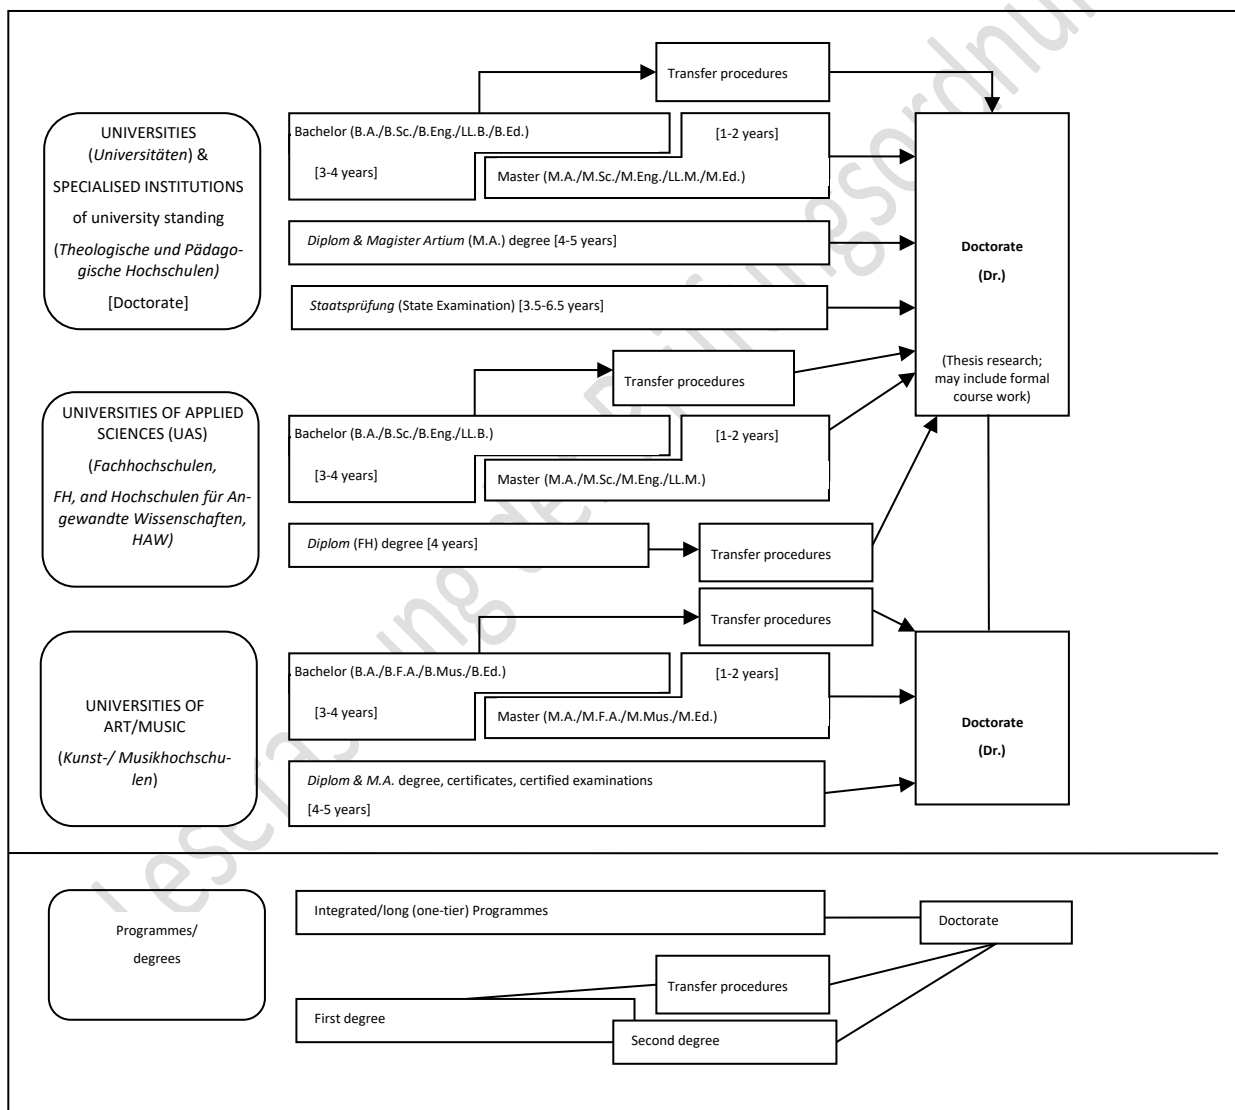 Transfer procedures
UNIVERSITIES
(Universitäten) &
SPECIALISED INSTITUTIONS
of university standing
(Theologische und Pädago-
gische Hochschulen)
[Doctorate]
Bachelor (B.A./B.Sc./B.Eng./LL.B./B.Ed.)
[3-4 years]
[1-2 years]
Master (M.A./M.Sc./M.Eng./LL.M./M.Ed.)
Diplom & Magister Artium (M.A.) degree [4-5 years]
Staatsprüfung (State Examination) [3.5-6.5 years]
Doctorate
(Dr.)
(Thesis research;
may include formal
course work)
Transfer procedures
UNIVERSITIES OF APPLIED
SCIENCES (UAS)
(Fachhochschulen,
FH, and Hochschulen für An-
gewandte Wissenschaften,
HAW)
Bachelor (B.A./B.Sc./B.Eng./LL.B.)
[3-4 years]
[1-2 years]
Master (M.A./M.Sc./M.Eng./LL.M.)
Diplom (FH) degree [4 years]
Transfer procedures
Transfer procedures
UNIVERSITIES OF
ART/MUSIC
(Kunst-/ Musikhochschu-
len)
Bachelor (B.A./B.F.A./B.Mus./B.Ed.)
[3-4 years]
[1-2 years]
Master (M.A./M.F.A./M.Mus./M.Ed.)
Diplom & M.A. degree, certificates, certified examinations
[4-5 years]
Doctorate
(Dr.)
Programmes/
degrees
Integrated/long (one-tier) Programmes
Doctorate
Transfer procedures
First degree
Second degree